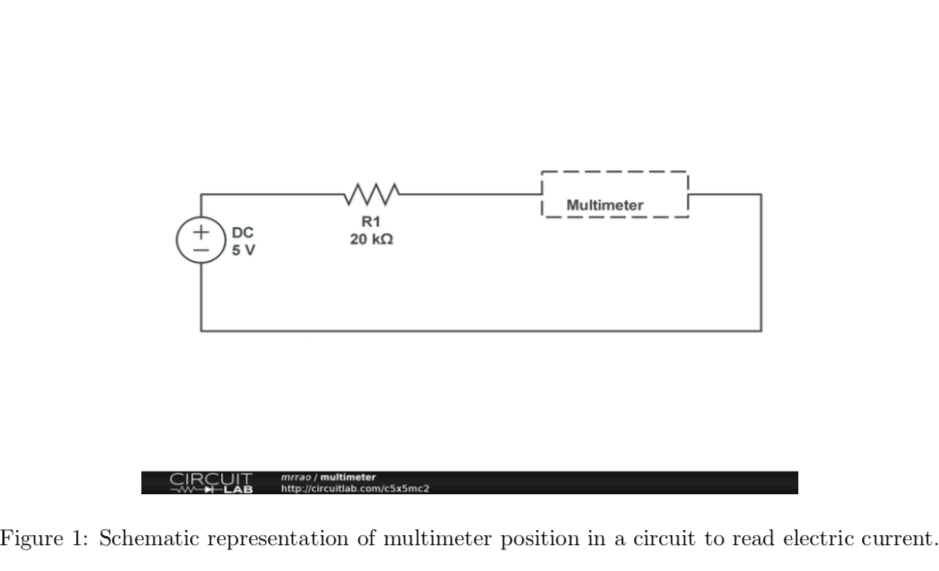 + DC
5 V
R1
20 kΩ
Multimeter
CIRCUIT
LAB
mrrao / multimeter
http://circuitlab.com/c5x5mc2
Figure 1: Schematic representation of multimeter position in a circuit to read electric current.